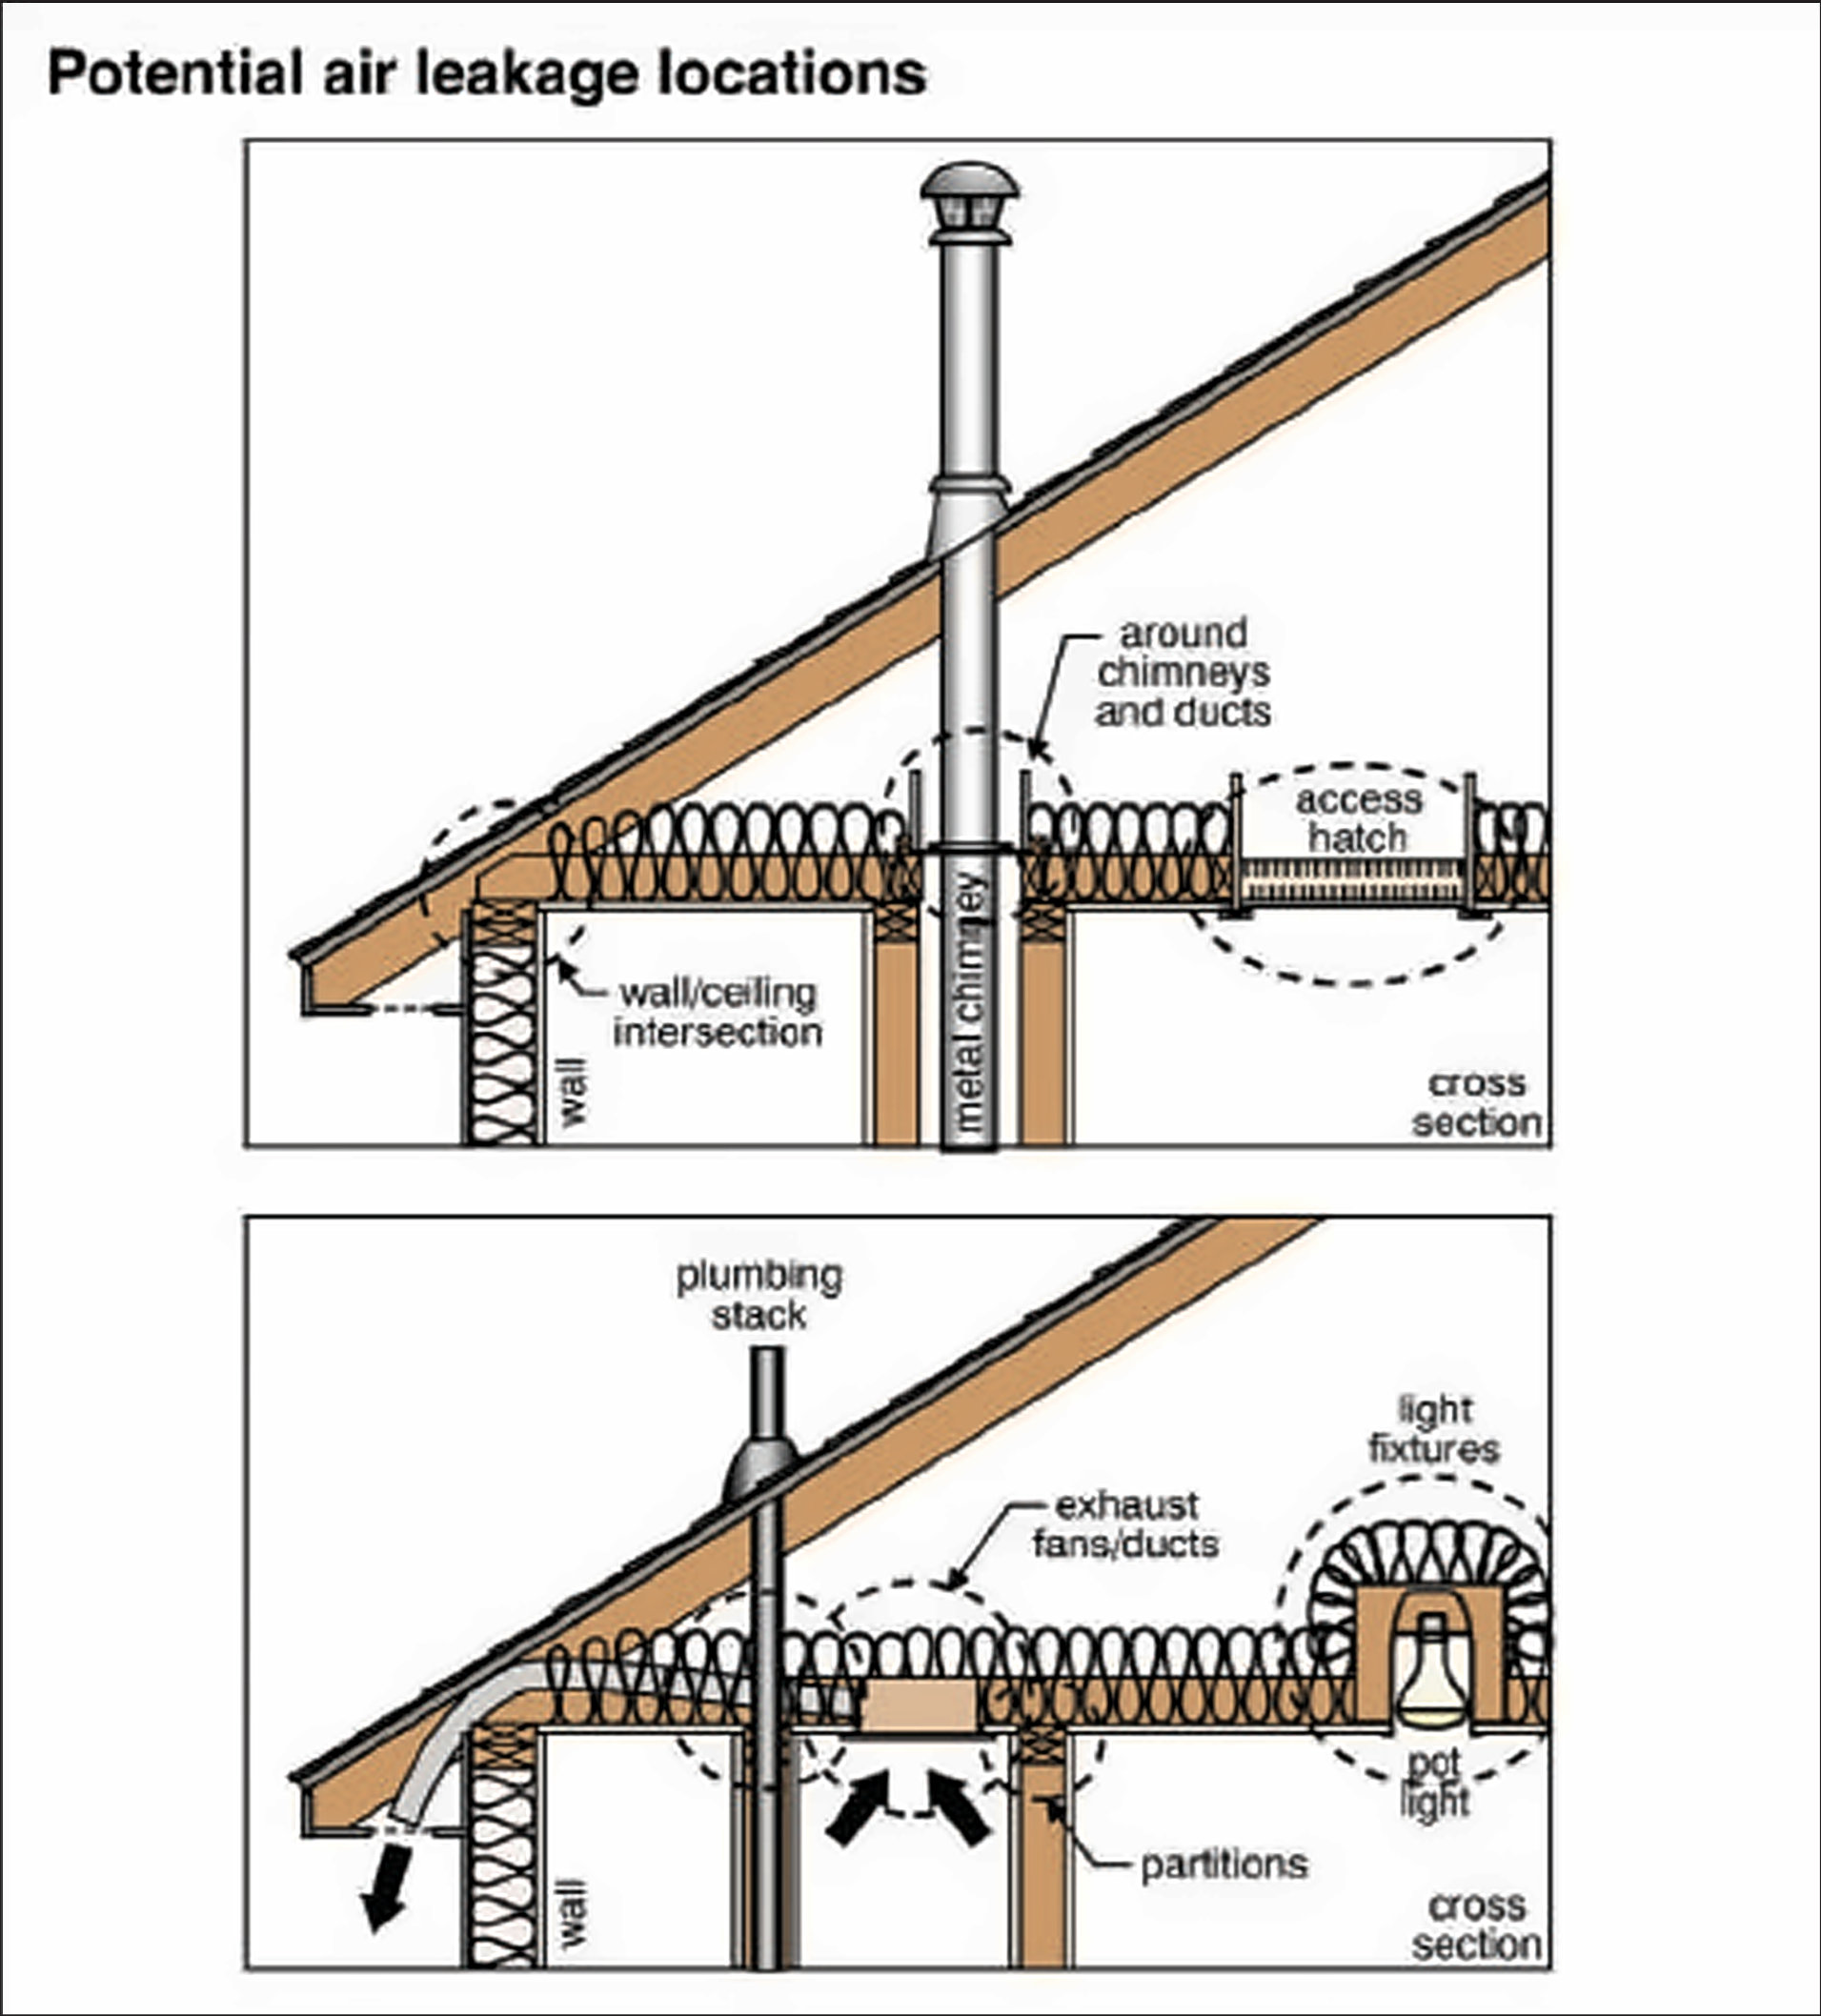 Potential air leakage locations
around
chimneys
and ducts
access
hatch
wall/ceiling
intersection
wall
metal chimney
cross
section
plumbing
stack
light
fixtures
exhaust
fans/ducts
pot
light
partitions
wall
cross
section